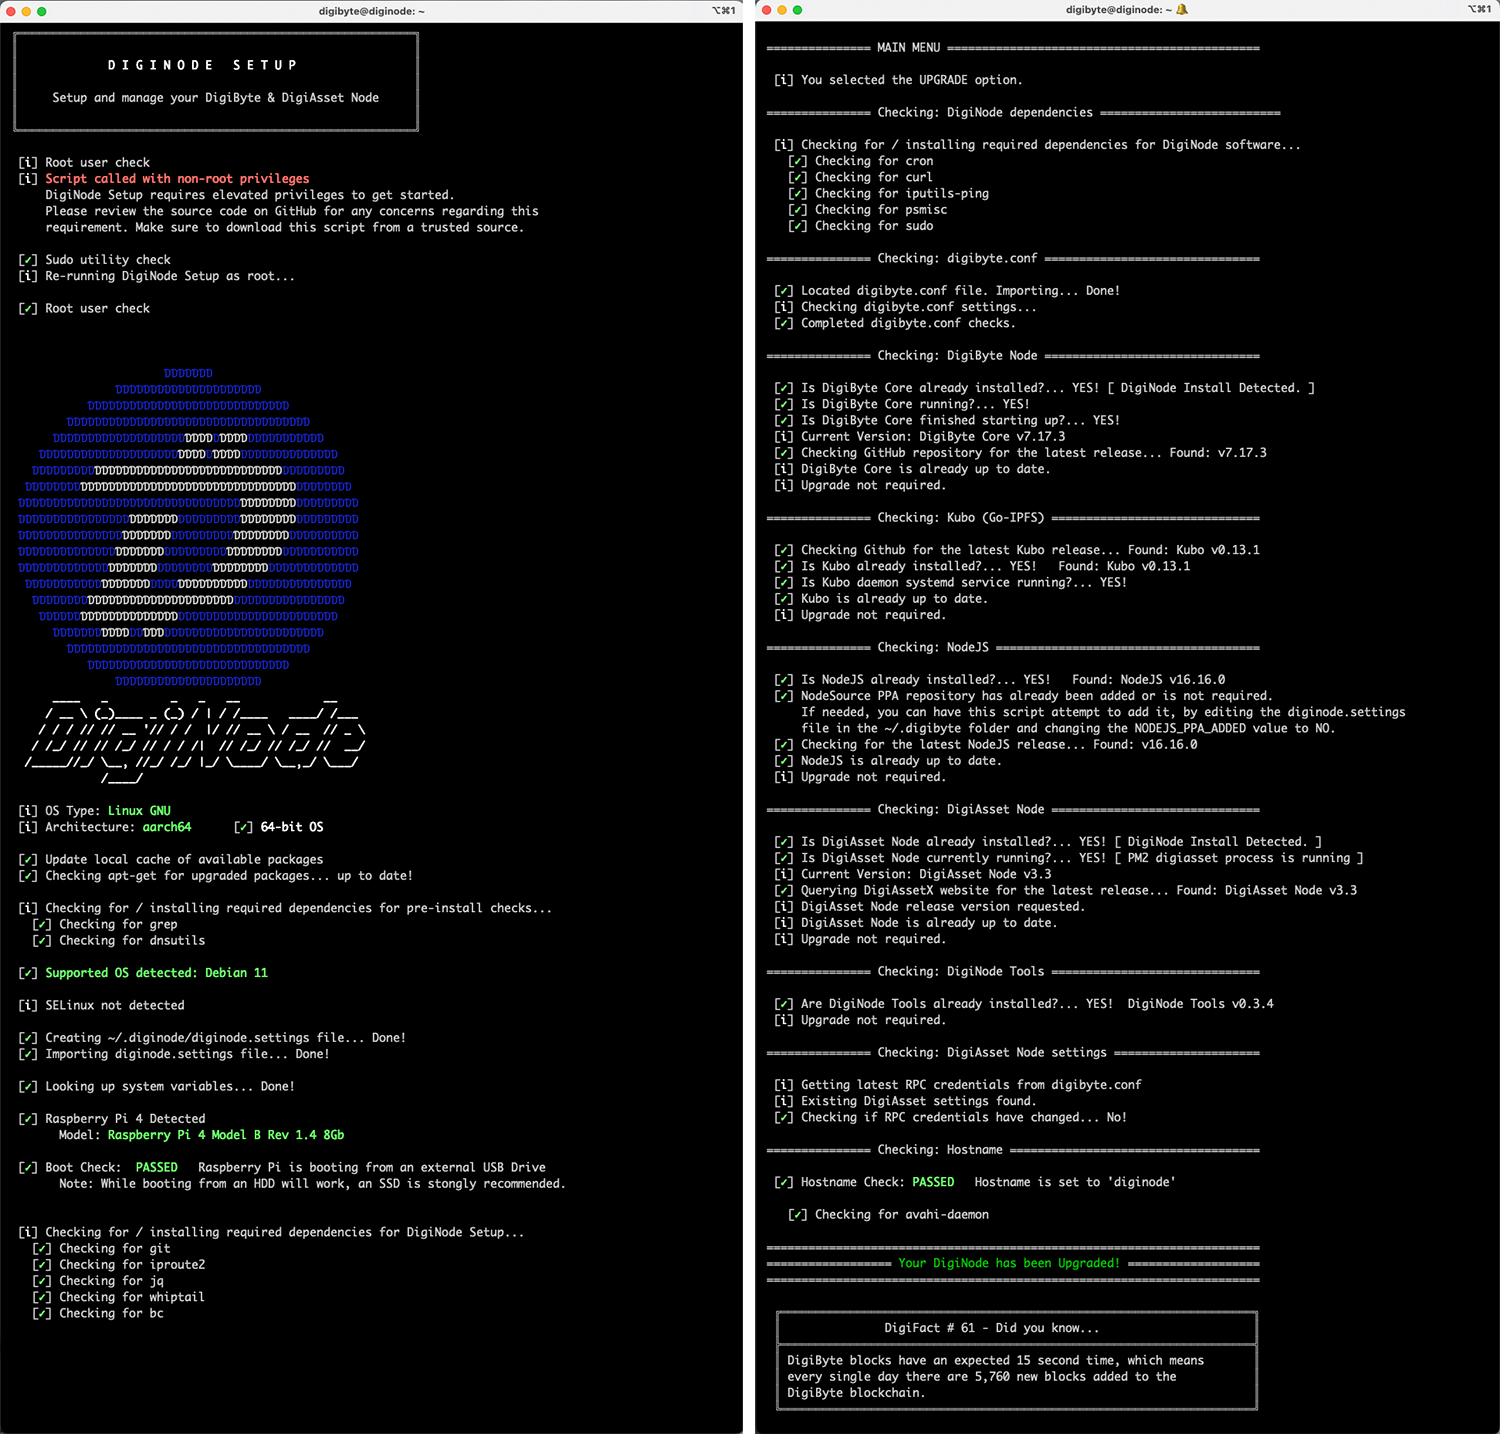 digibyte@diginode: ~
⌥⌘1
DIGINODE SETUP
Setup and manage your DigiByte & DigiAsset Node
[i] Root user check
[i] Script called with non-root privileges
DigiNode Setup requires elevated privileges to get started.
Please review the source code on GitHub for any concerns regarding this
requirement. Make sure to download this script from a trusted source.
[✓] Sudo utility check
[i] Re-running DigiNode Setup as root...
[✓] Root user check
DigiNode
[i] OS Type: Linux GNU
[i] Architecture: aarch64 [✓] 64-bit OS
[✓] Update local cache of available packages
[✓] Checking apt-get for upgraded packages... up to date!
[i] Checking for / installing required dependencies for pre-install checks...
[✓] Checking for grep
[✓] Checking for dnsutils
[✓] Supported OS detected: Debian 11
[i] SELinux not detected
[✓] Creating ~/.diginode/diginode.settings file... Done!
[✓] Importing diginode.settings file... Done!
[✓] Looking up system variables... Done!
[✓] Raspberry Pi 4 Detected
Model: Raspberry Pi 4 Model B Rev 1.4 8Gb
[✓] Boot Check: PASSED Raspberry Pi is booting from an external USB Drive
Note: While booting from an HDD will work, an SSD is stongly recommended.
[i] Checking for / installing required dependencies for DigiNode Setup...
[✓] Checking for git
[✓] Checking for iproute2
[✓] Checking for jq
[✓] Checking for whiptail
[✓] Checking for bc
digibyte@diginode: ~ 🔔
⌥⌘1
=============== MAIN MENU =============================================
[i] You selected the UPGRADE option.
=============== Checking: DigiNode dependencies ==========================
[i] Checking for / installing required dependencies for DigiNode software...
[✓] Checking for cron
[✓] Checking for curl
[✓] Checking for iputils-ping
[✓] Checking for psmisc
[✓] Checking for sudo
=============== Checking: digibyte.conf ===============================
[✓] Located digibyte.conf file. Importing... Done!
[i] Checking digibyte.conf settings...
[✓] Completed digibyte.conf checks.
=============== Checking: DigiByte Node ===============================
[✓] Is DigiByte Core already installed?... YES! [ DigiNode Install Detected. ]
[✓] Is DigiByte Core running?... YES!
[✓] Is DigiByte Core finished starting up?... YES!
[i] Current Version: DigiByte Core v7.17.3
[✓] Checking GitHub repository for the latest release... Found: v7.17.3
[i] DigiByte Core is already up to date.
[i] Upgrade not required.
=============== Checking: Kubo (Go-IPFS) ===============================
[✓] Checking Github for the latest Kubo release... Found: Kubo v0.13.1
[✓] Is Kubo already installed?... YES! Found: Kubo v0.13.1
[✓] Is Kubo daemon systemd service running?... YES!
[✓] Kubo is already up to date.
[i] Upgrade not required.
=============== Checking: NodeJS ======================================
[✓] Is NodeJS already installed?... YES! Found: NodeJS v16.16.0
[✓] NodeSource PPA repository has already been added or is not required.
If needed, you can have this script attempt to add it, by editing the diginode.settings
file in the ~/.digibyte folder and changing the NODEJS_PPA_ADDED value to NO.
[✓] Checking for the latest NodeJS release... Found: v16.16.0
[✓] NodeJS is already up to date.
[i] Upgrade not required.
=============== Checking: DigiAsset Node ===============================
[✓] Is DigiAsset Node already installed?... YES! [ DigiNode Install Detected. ]
[✓] Is DigiAsset Node currently running?... YES! [ PM2 digiasset process is running ]
[i] Current Version: DigiAsset Node v3.3
[✓] Querying DigiAssetX website for the latest release... Found: DigiAsset Node v3.3
[i] DigiAsset Node release version requested.
[i] DigiAsset Node is already up to date.
[i] Upgrade not required.
=============== Checking: DigiNode Tools ==============================
[✓] Are DigiNode Tools already installed?... YES! DigiNode Tools v0.3.4
[i] Upgrade not required.
=============== Checking: DigiAsset Node settings =====================
[i] Getting latest RPC credentials from digibyte.conf
[i] Existing DigiAsset settings found.
[✓] Checking if RPC credentials have changed... No!
=============== Checking: Hostname ====================================
[✓] Hostname Check: PASSED Hostname is set to 'diginode'
[✓] Checking for avahi-daemon
=======================================================================
================== Your DigiNode has been Upgraded! ===================
=======================================================================
DigiFact # 61 - Did you know...
DigiByte blocks have an expected 15 second time, which means
every single day there are 5,760 new blocks added to the
DigiByte blockchain.